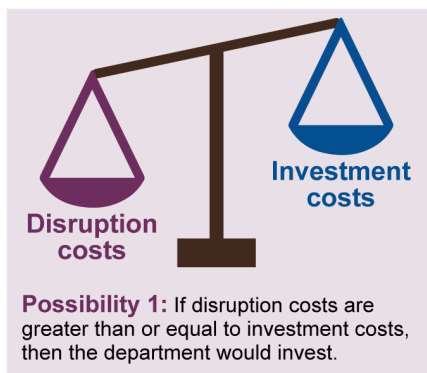 Investment
costs
Disruption
costs
Possibility 1: If disruption costs are
greater than or equal to investment costs,
then the department would invest.